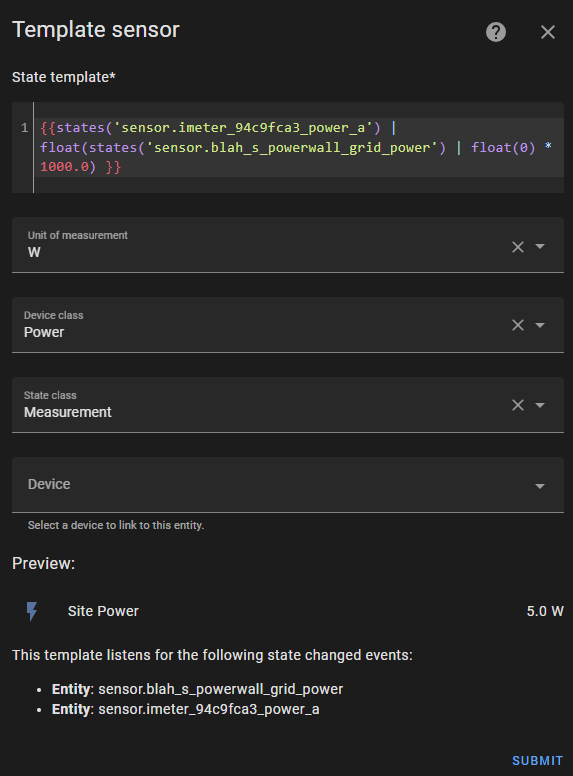 Template sensor
State template*
1 {{states('sensor.imeter_94c9fca3_power_a') |
float(states('sensor.blah_s_powerwall_grid_power') | float(0) *
1000.0) }}
Unit of measurement
W
Device class
Power
State class
Measurement
Device
Select a device to link to this entity.
Preview:
Site Power 5.0 W
This template listens for the following state changed events:
• Entity: sensor.blah_s_powerwall_grid_power
• Entity: sensor.imeter_94c9fca3_power_a
SUBMIT